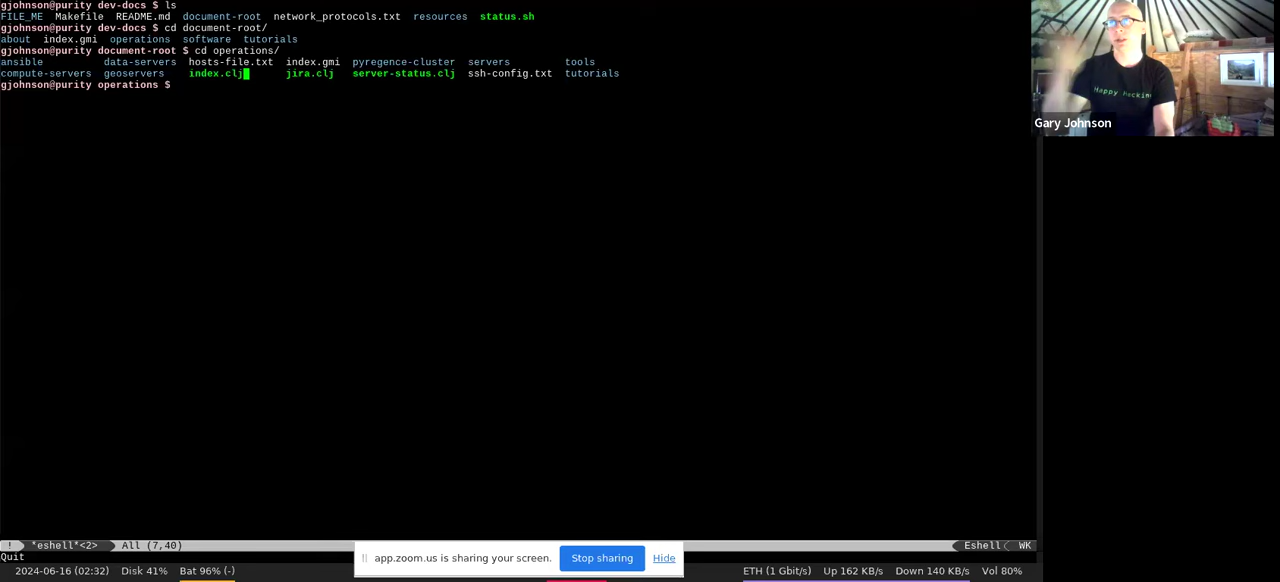 gjohnson@purity dev-docs $ ls
FILE_ME  Makefile  README.md  document-root  network_protocols.txt  resources  status.sh
gjohnson@purity dev-docs $ cd document-root/
about  index.gmi  operations  software  tutorials
gjohnson@purity document-root $ cd operations/
ansible          data-servers  hosts-file.txt  index.gmi  pyregence-cluster  servers         tools
compute-servers  geoservers    index.clj       jira.clj   server-status.clj  ssh-config.txt  tutorials
gjohnson@purity operations $
Happy Hackin
Gary Johnson
! *eshell*<2> All (7,40) Eshell WK
Quit
app.zoom.us is sharing your screen. Stop sharing Hide
2024-06-16 (02:32) Disk 41% Bat 96% (-) ETH (1 Gbit/s) Up 162 KB/s Down 140 KB/s Vol 80%